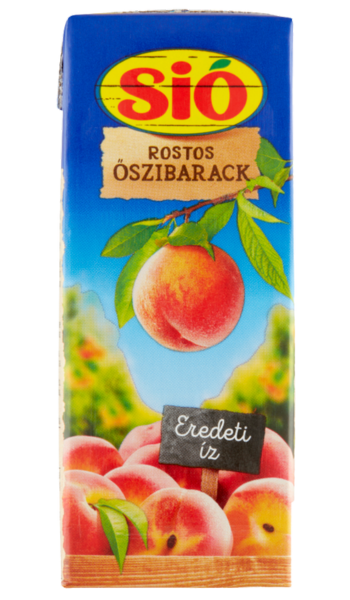 Sió
ROSTOS
ŐSZIBARACK
Eredeti
íz